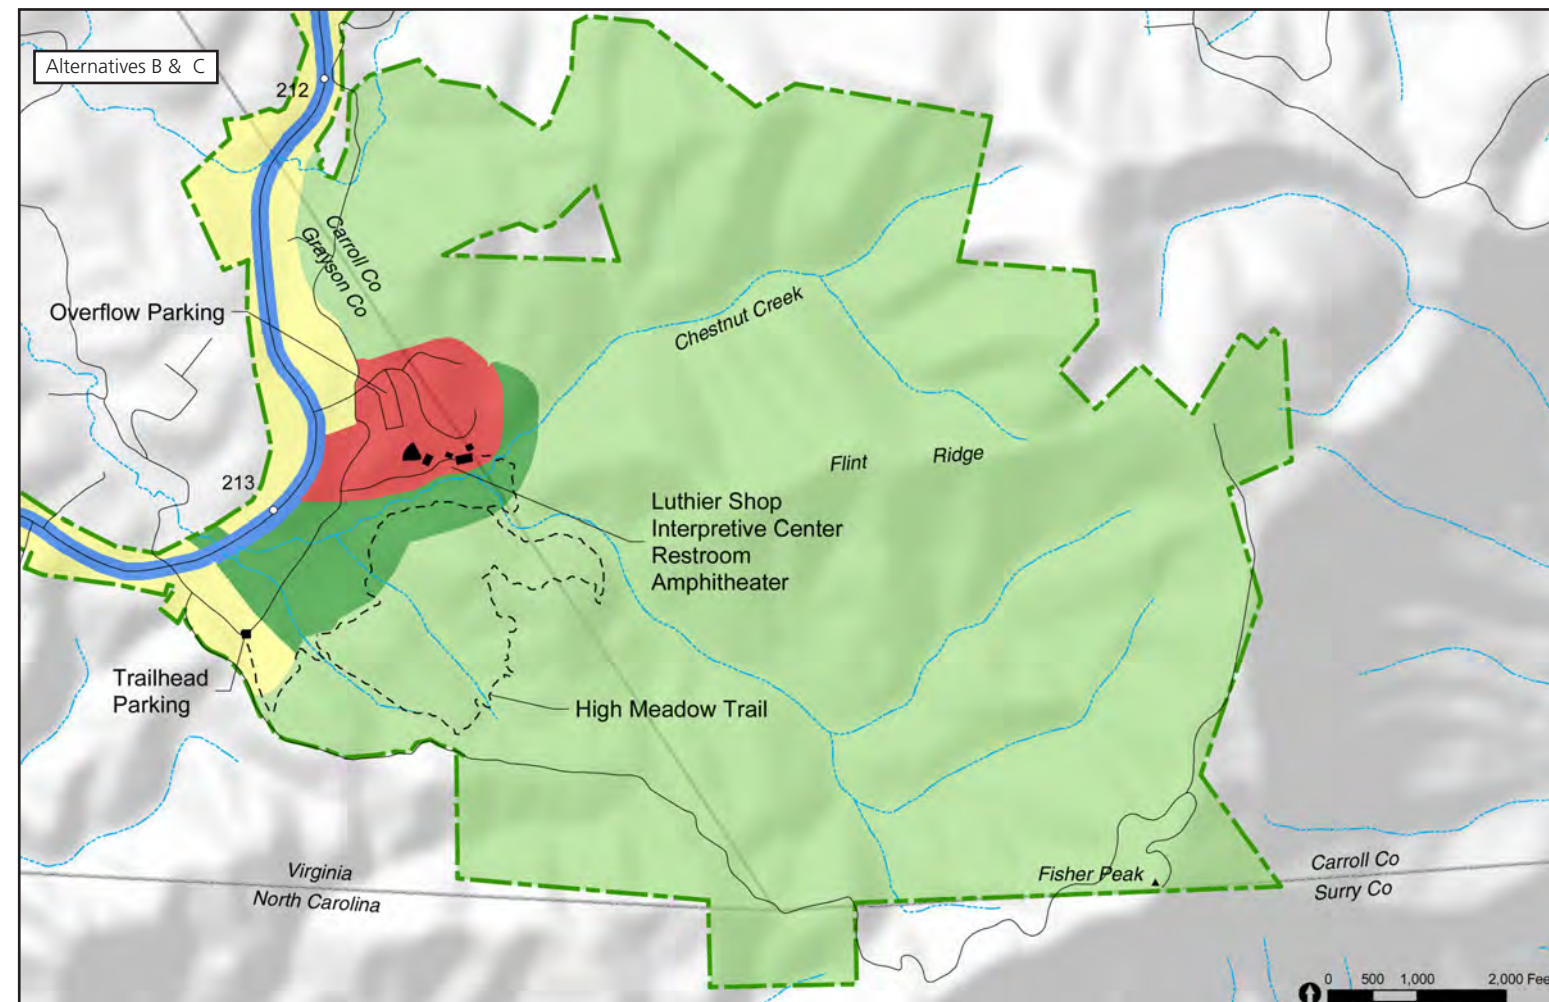 Alternatives B & C
212
Carroll Co
Grayson Co
Overflow Parking
Chestnut Creek
Flint Ridge
213
Luthier Shop
Interpretive Center
Restroom
Amphitheater
Trailhead
Parking
High Meadow Trail
Virginia
North Carolina
Fisher Peak
Carroll Co
Surry Co
0 500 1,000 2,000 Fee